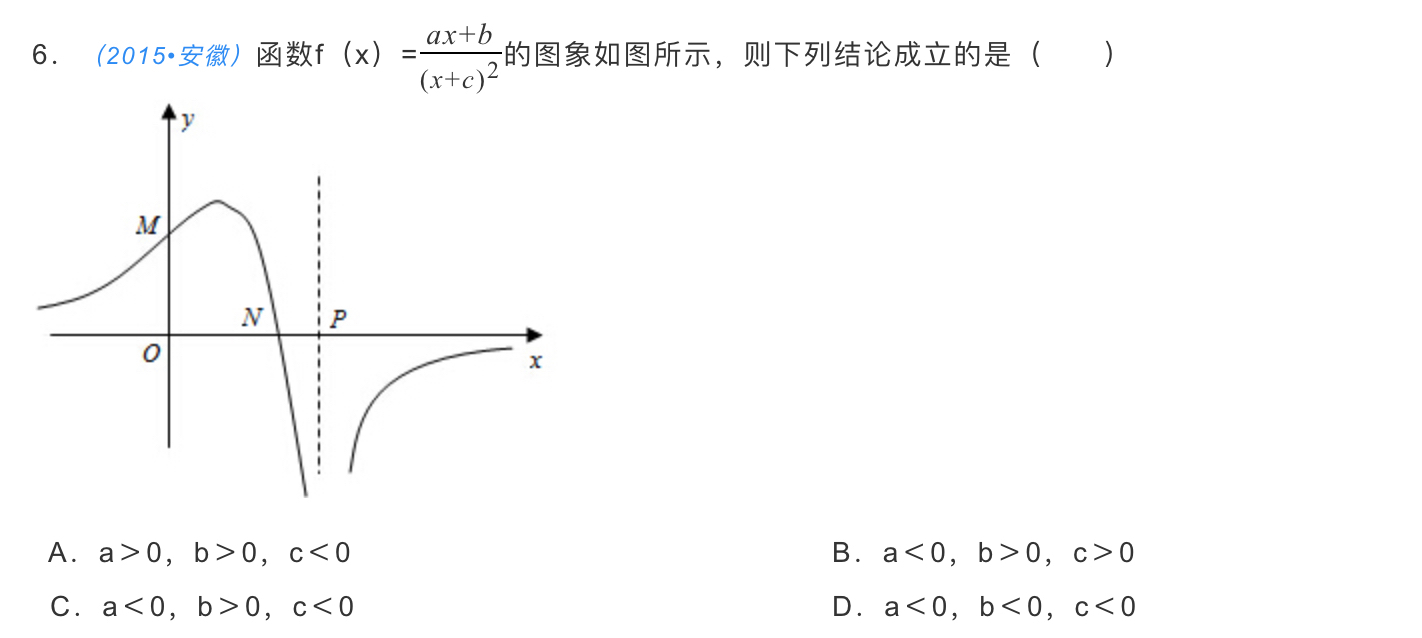 6. (2015•安徽) 函数f（x）=\frac{ax+b}{(x+c)^2}的图象如图所示，则下列结论成立的是（　　）
y
M
N P
O
x
A. a＞0，b＞0，c＜0 B. a＜0，b＞0，c＞0
C. a＜0，b＞0，c＜0 D. a＜0，b＜0，c＜0